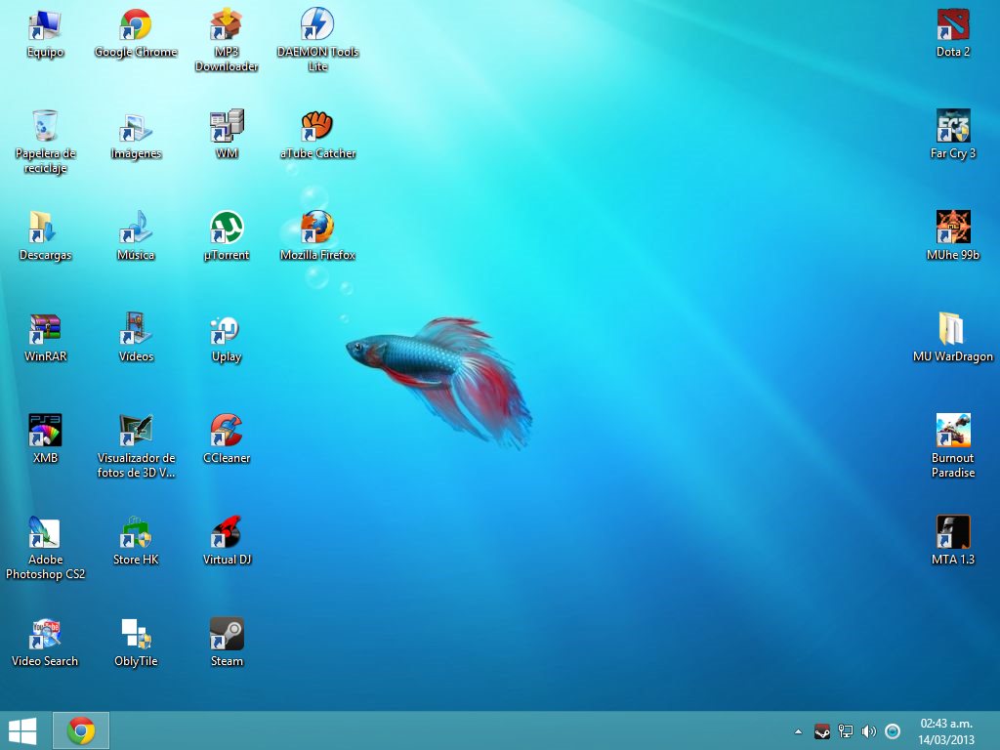 Equipo
Google Chrome
MP3
Downloader
DAEMON Tools
Lite
Dota 2
Papelera de
reciclaje
Imágenes
WM
aTube Catcher
FC3
Far Cry 3
Descargas
Música
µTorrent
Mozilla Firefox
MUhe 99b
WinRAR
Vídeos
Uplay
MU WarDragon
PS3
XMB
Visualizador de
fotos de 3D V...
CCleaner
Burnout
Paradise
Adobe
Photoshop CS2
Store HK
Virtual DJ
MTA 1.3
YouTube
Video Search
OblyTile
Steam
02:43 a.m.
14/03/2013